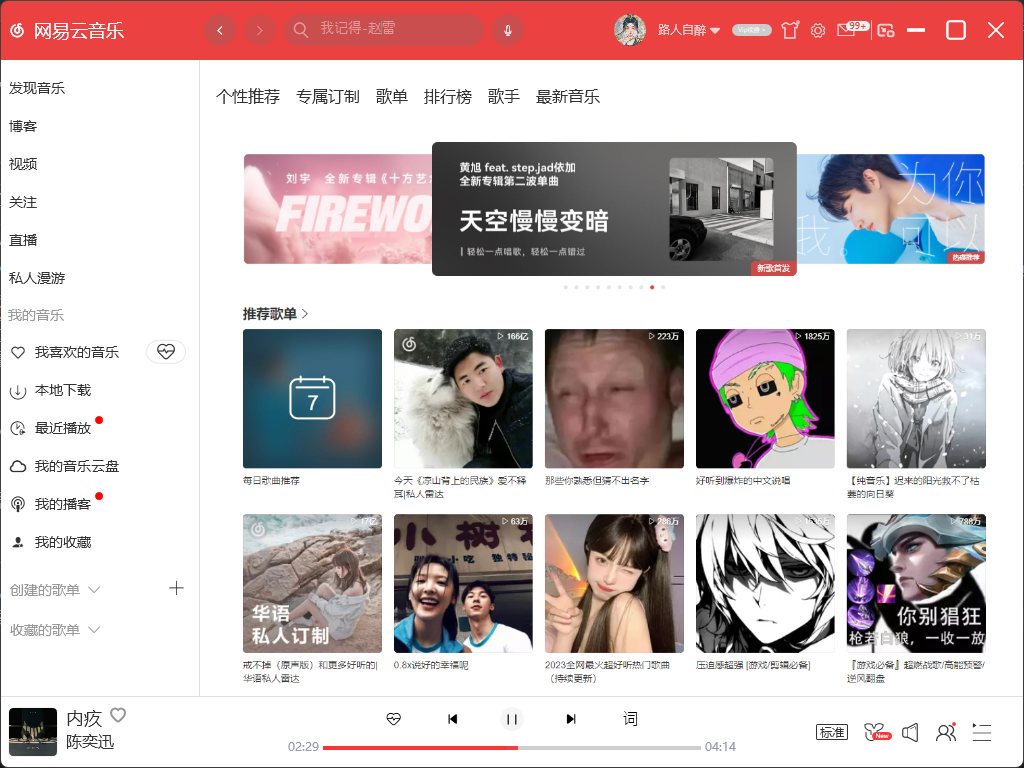 网易云音乐
我记得-赵雷
路人自醉
99+
发现音乐
博客
视频
关注
直播
私人漫游
我的音乐
我喜欢的音乐
本地下载
最近播放
我的音乐云盘
我的播客
我的收藏
创建的歌单
收藏的歌单
个性推荐 专属订制 歌单 排行榜 歌手 最新音乐
刘宇 全新专辑《十方艺
FIREWO
黄旭 feat. step.jad依加
全新专辑第二波单曲
天空慢慢变暗
轻松一点唱歌，轻松一点错过
新歌首发
为你
我。可以
热碟推荐
推荐歌单
7
每日歌曲推荐
166亿
今天《凉山背上的民族》爱不释
耳|私人雷达
223万
那些你熟悉但猜不出名字
1825万
好听到爆炸的中文说唱
31万
【纯音乐】迟来的阳光救不了枯
萎的向日葵
17亿
华语
私人订制
戒不掉（原声版）和更多好听的|
华语私人雷达
63万
小树
0.8x说好的幸福呢
286万
2023全网最火超好听热门歌曲
（持续更新）
压迫感超强 |游戏/剪辑必备|
788万
你别猖狂
枪若白狼，一收一放
『游戏必备』超燃战歌/高能预警/
逆风翻盘
内疚
陈奕迅
词
02:29
04:14
标准
New